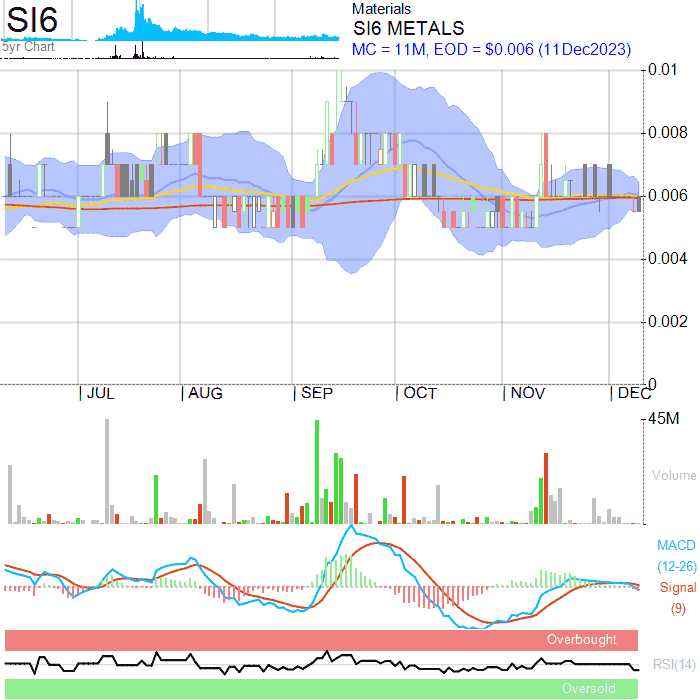 SI6
5yr Chart
Materials
SI6 METALS
MC = 11M, EOD = $0.006 (11Dec2023)
0.01
0.008
0.006
0.004
0.002
0
JUL
AUG
SEP
OCT
NOV
DEC
45M
Volume
MACD
(12-26)
Signal
(9)
Overbought
RSI(14)
Oversold